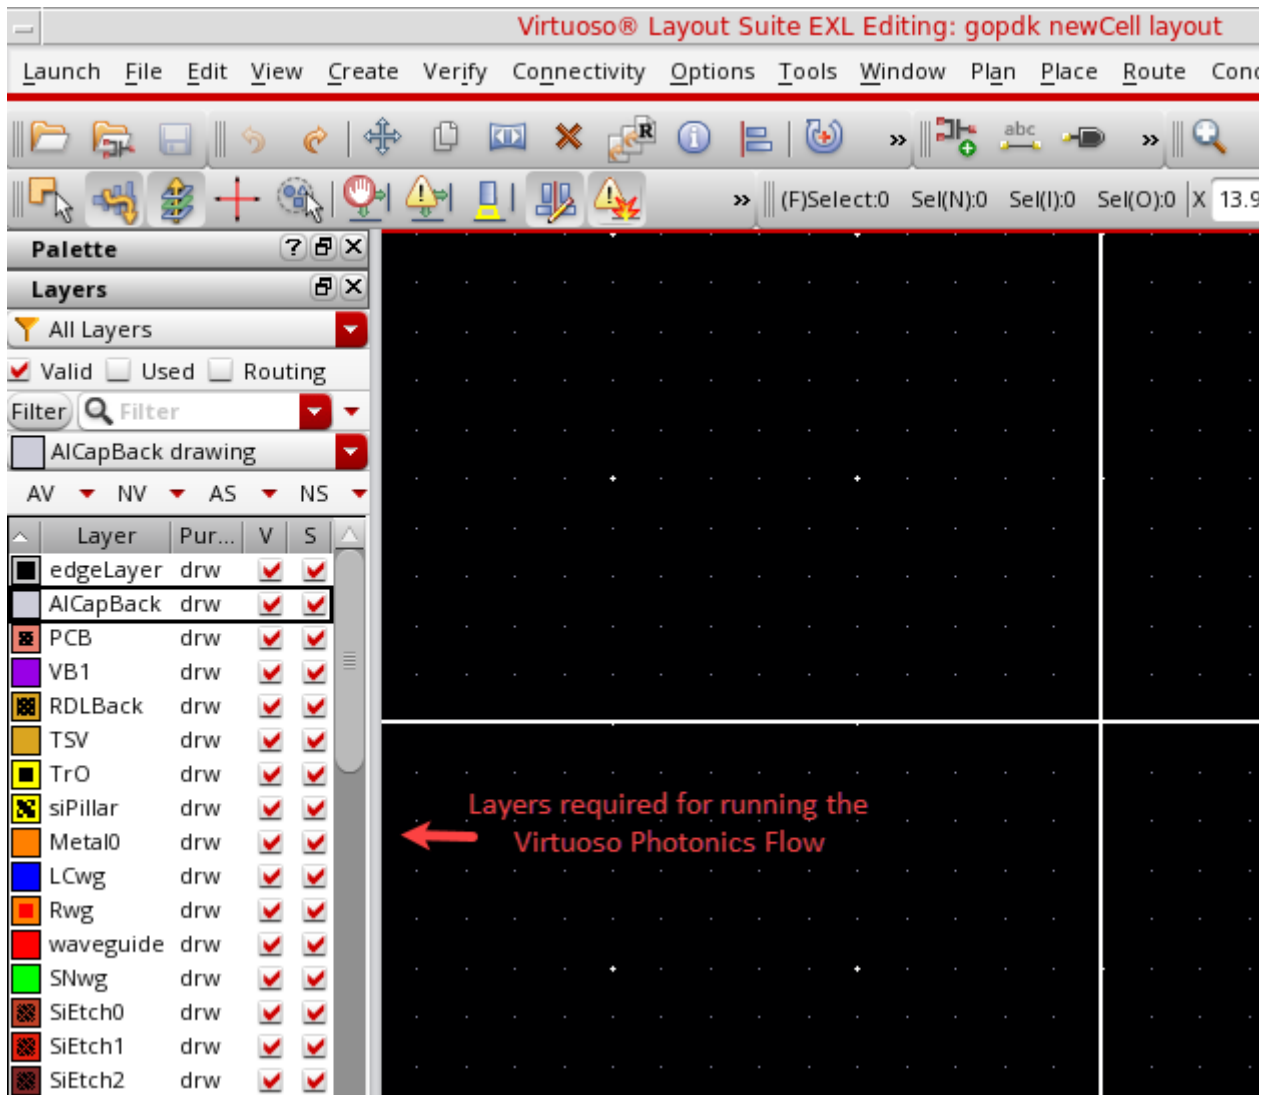 Virtuoso® Layout Suite EXL Editing: gopdk newCell layout
Launch File Edit View Create Verify Connectivity Options Tools Window Plan Place Route Conc
R abc » »
» (F)Select:0 Sel(N):0 Sel(I):0 Sel(O):0 X 13.9
Palette
Layers
All Layers
Valid Used Routing
Filter Filter
AlCapBack drawing
AV NV AS NS
Layer Pur... V S
edgeLayer drw
AlCapBack drw
PCB drw
VB1 drw
RDLBack drw
TSV drw
TrO drw
siPillar drw
Metal0 drw
LCwg drw
Rwg drw
waveguide drw
SNwg drw
SiEtch0 drw
SiEtch1 drw
SiEtch2 drw
Layers required for running the
Virtuoso Photonics Flow